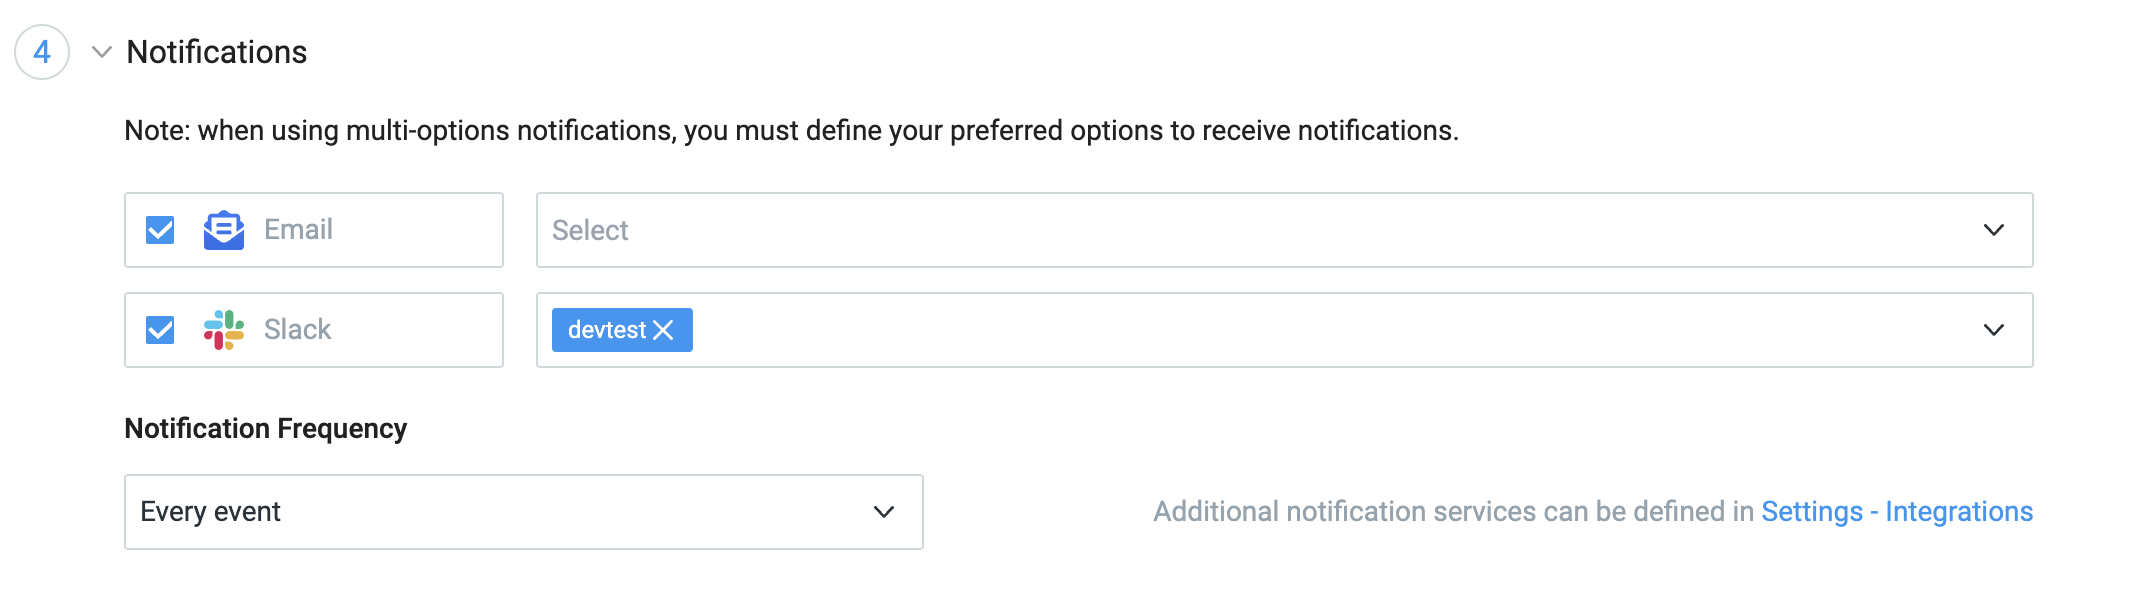 4
Notifications
Note: when using multi-options notifications, you must define your preferred options to receive notifications.
Email
Select
Slack
devtest
Notification Frequency
Every event
Additional notification services can be defined in Settings - Integrations